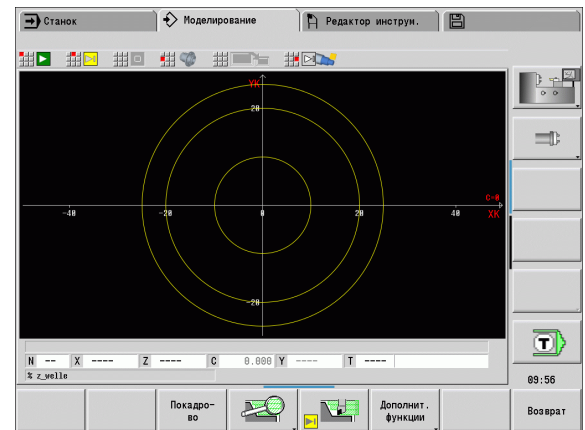 Станок Моделирование Редактор инструм.
YK
20
C-0
-40 -20 0 20 40 XK
-20
N -- X ---- Z ---- C 0.000 Y ---- T ----
% z_welle
T
09:56
Покадро-
во
Дополнит.
функции
Возврат